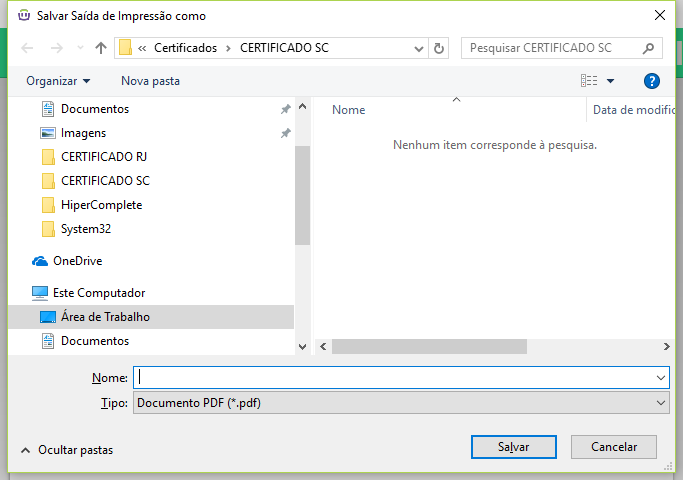 Salvar Saída de Impressão como
« Certificados › CERTIFICADO SC
Pesquisar CERTIFICADO SC
Organizar
Nova pasta
?
Documentos
Imagens
CERTIFICADO RJ
CERTIFICADO SC
HiperComplete
System32
OneDrive
Este Computador
Área de Trabalho
Documentos
Nome
Data de modific
Nenhum item corresponde à pesquisa.
Nome:
Tipo: Documento PDF (*.pdf)
Ocultar pastas
Salvar
Cancelar